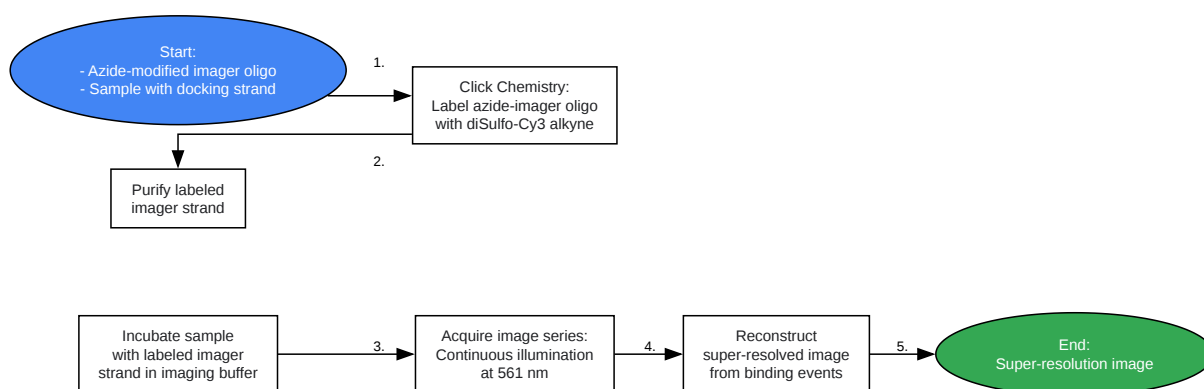 Start:
- Azide-modified imager oligo
- Sample with docking strand
1.
Click Chemistry:
Label azide-imager oligo
with diSulfo-Cy3 alkyne
2.
Purify labeled
imager strand
Incubate sample
with labeled imager
strand in imaging buffer
3.
Acquire image series:
Continuous illumination
at 561 nm
4.
Reconstruct
super-resolved image
from binding events
5.
End:
Super-resolution image